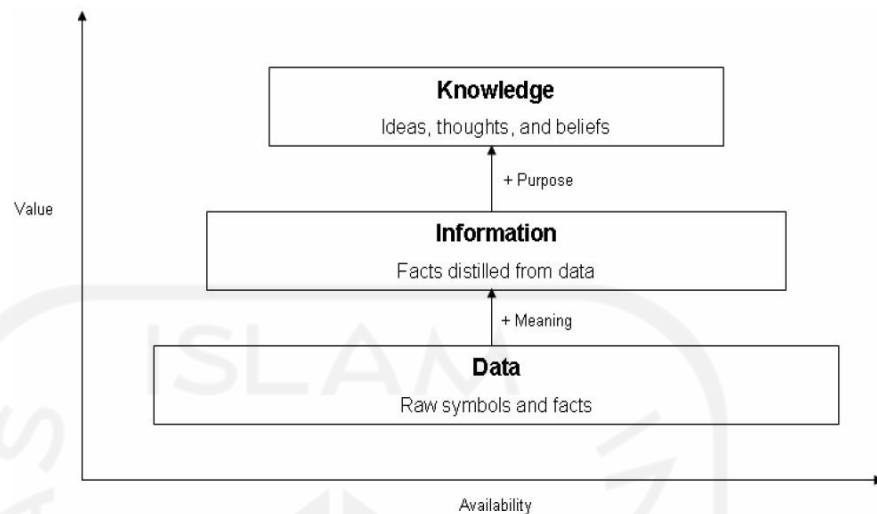 Knowledge
Ideas, thoughts, and beliefs
+ Purpose
Value
Information
Facts distilled from data
+ Meaning
ISLAM
Data
Raw symbols and facts
Availability